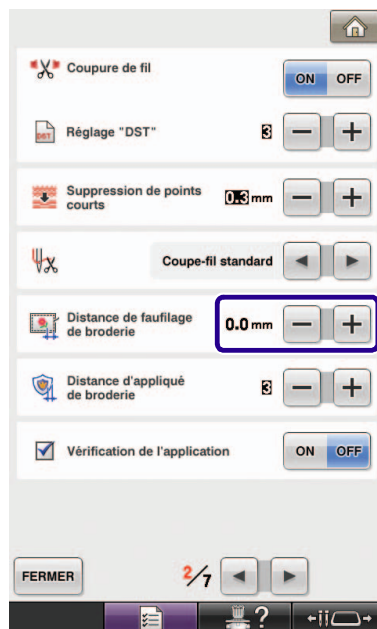 Coupure de fil
ON OFF
DST
Réglage "DST"
3
− +
Suppression de points
courts
0.3 mm
− +
Coupe-fil standard
Distance de faufilage
de broderie
0.0 mm
− +
Distance d'appliqué
de broderie
3
− +
Vérification de l'application
ON OFF
FERMER
2/7
?